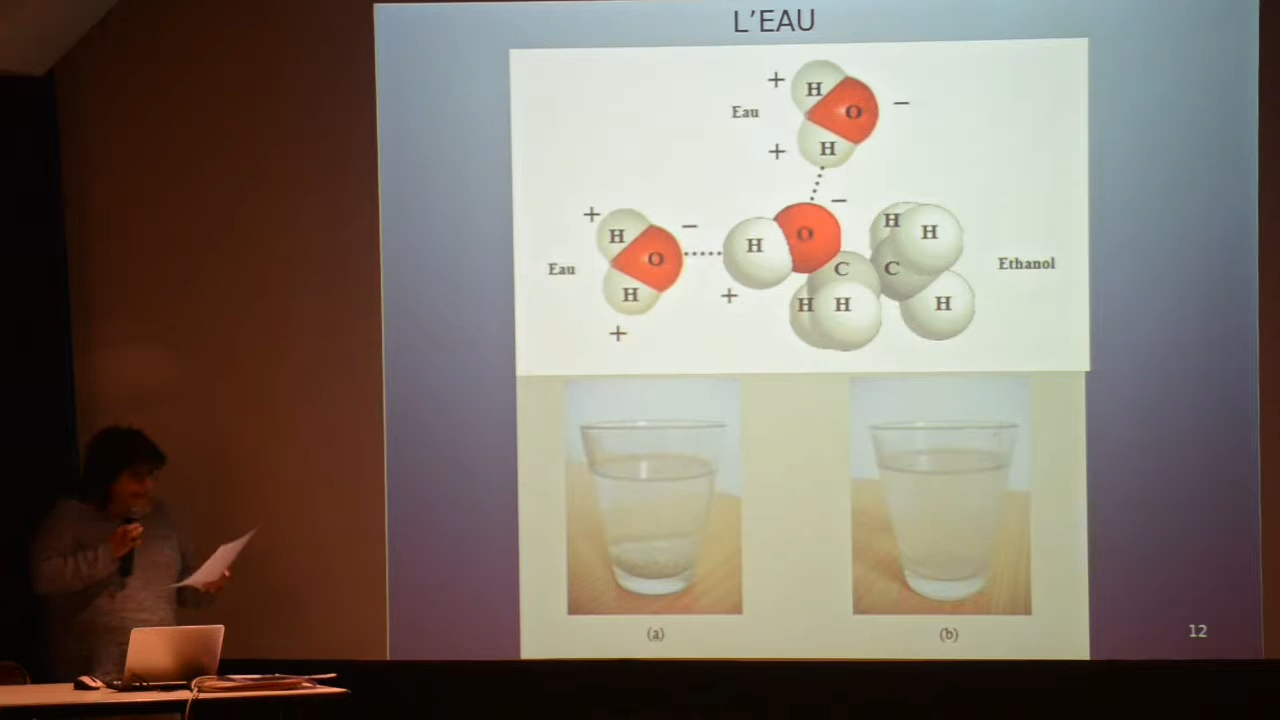 L'EAU
+ H
Eau O −
+ H
−
+ H O H H
H O − H C C Ethanol
Eau H + H H H
+
(a) (b)
12